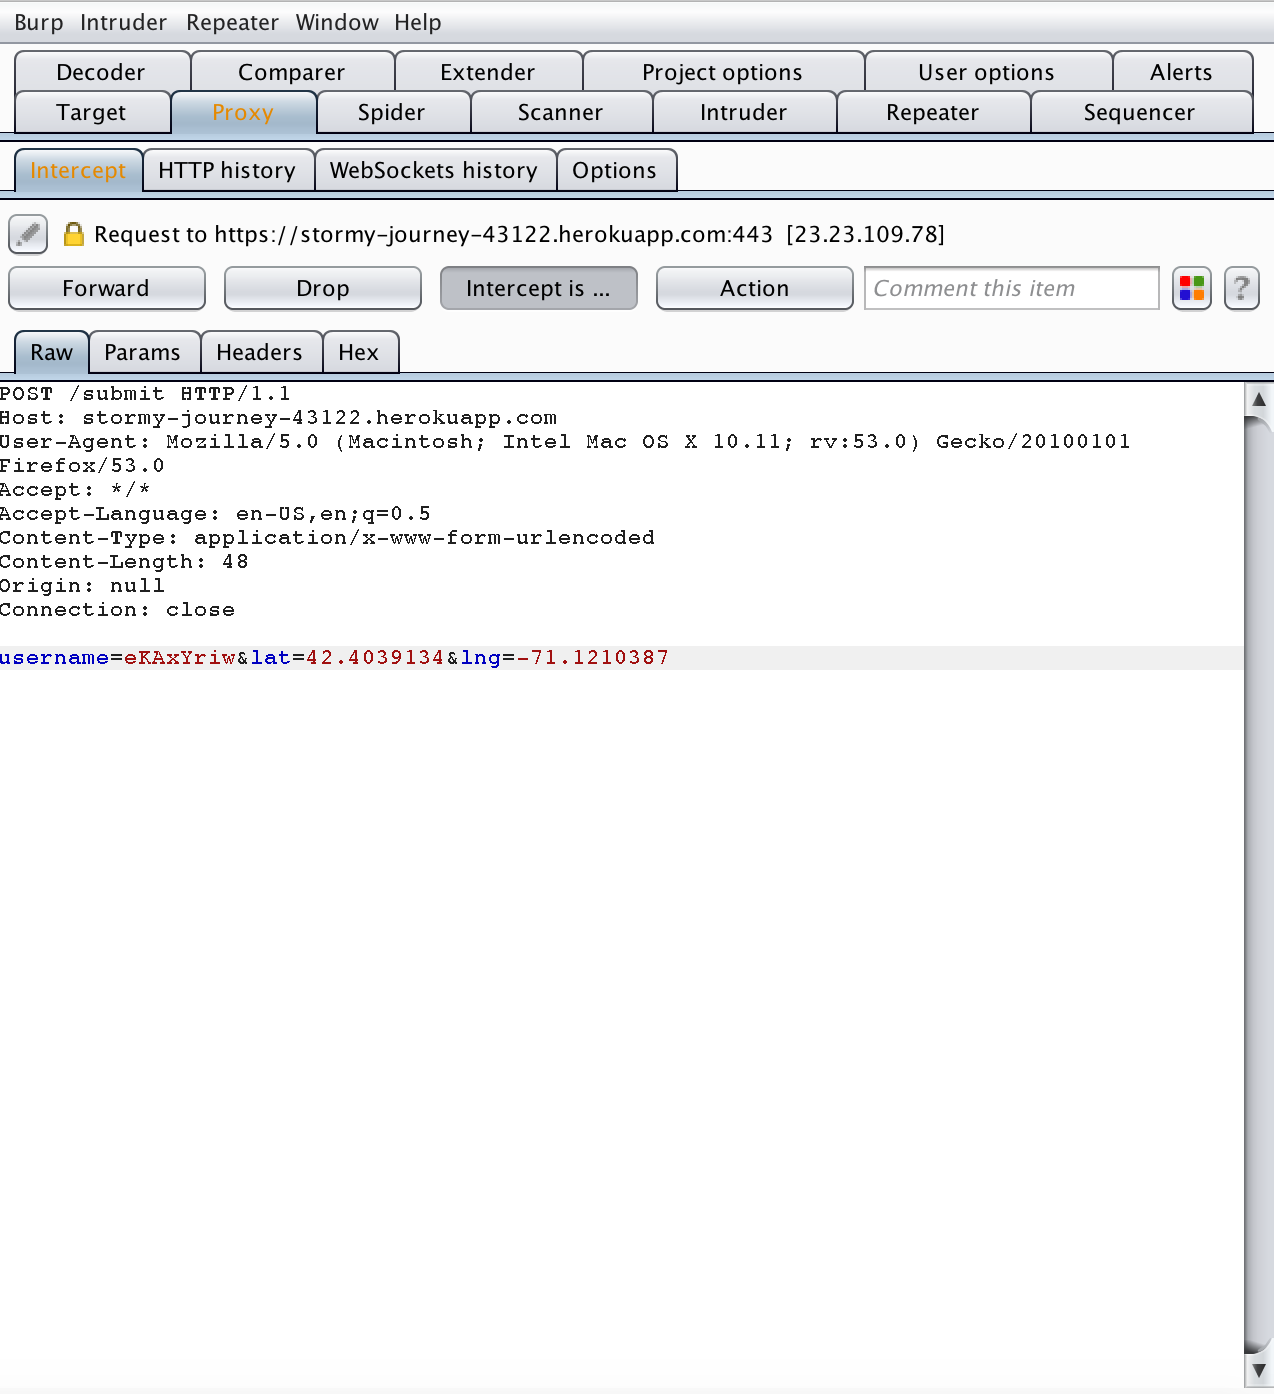 Burp Intruder Repeater Window Help
Decoder Comparer Extender Project options User options Alerts
Target Proxy Spider Scanner Intruder Repeater Sequencer
Intercept HTTP history WebSockets history Options
Request to https://stormy-journey-43122.herokuapp.com:443 [23.23.109.78]
Forward Drop Intercept is ... Action Comment this item ?
Raw Params Headers Hex
POST /submit HTTP/1.1
Host: stormy-journey-43122.herokuapp.com
User-Agent: Mozilla/5.0 (Macintosh; Intel Mac OS X 10.11; rv:53.0) Gecko/20100101
Firefox/53.0
Accept: */*
Accept-Language: en-US,en;q=0.5
Content-Type: application/x-www-form-urlencoded
Content-Length: 48
Origin: null
Connection: close
username=eKAxYriw&lat=42.4039134&lng=-71.1210387